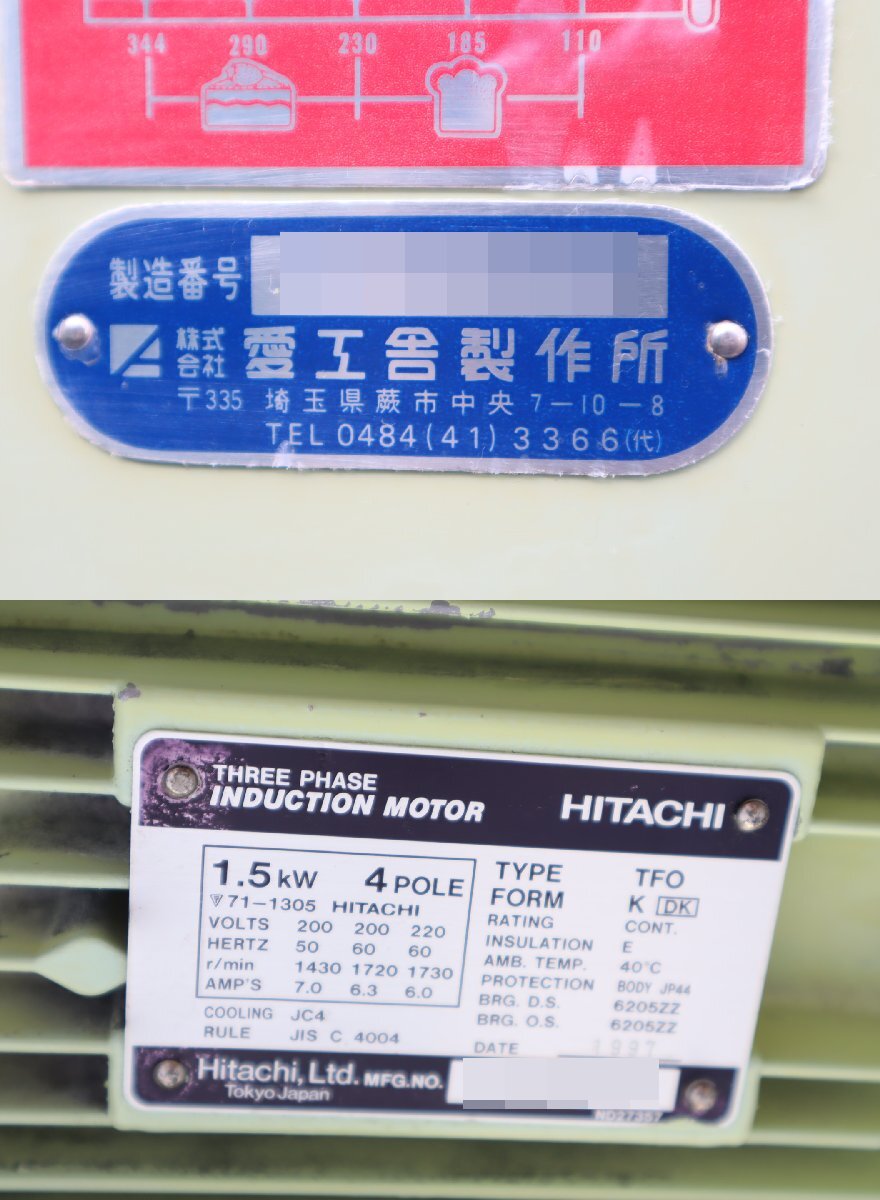 344 290 230 185 110
製造番号
株式会社 愛工舎製作所
〒335 埼玉県蕨市中央7-10-8
TEL 0484(41)3366(代)
THREE PHASE
INDUCTION MOTOR
HITACHI
1.5kW 4POLE
71-1305 HITACHI
VOLTS 200 200 220
HERTZ 50 60 60
r/min 1430 1720 1730
AMP'S 7.0 6.3 6.0
COOLING JC4
RULE JIS C 4004
TYPE TFO
FORM K DK
RATING CONT.
INSULATION E
AMB. TEMP. 40°C
PROTECTION BODY JP44
BRG. D.S. 6205ZZ
BRG. O.S. 6205ZZ
DATE 1997
Hitachi, Ltd. MFG.NO.
Tokyo Japan